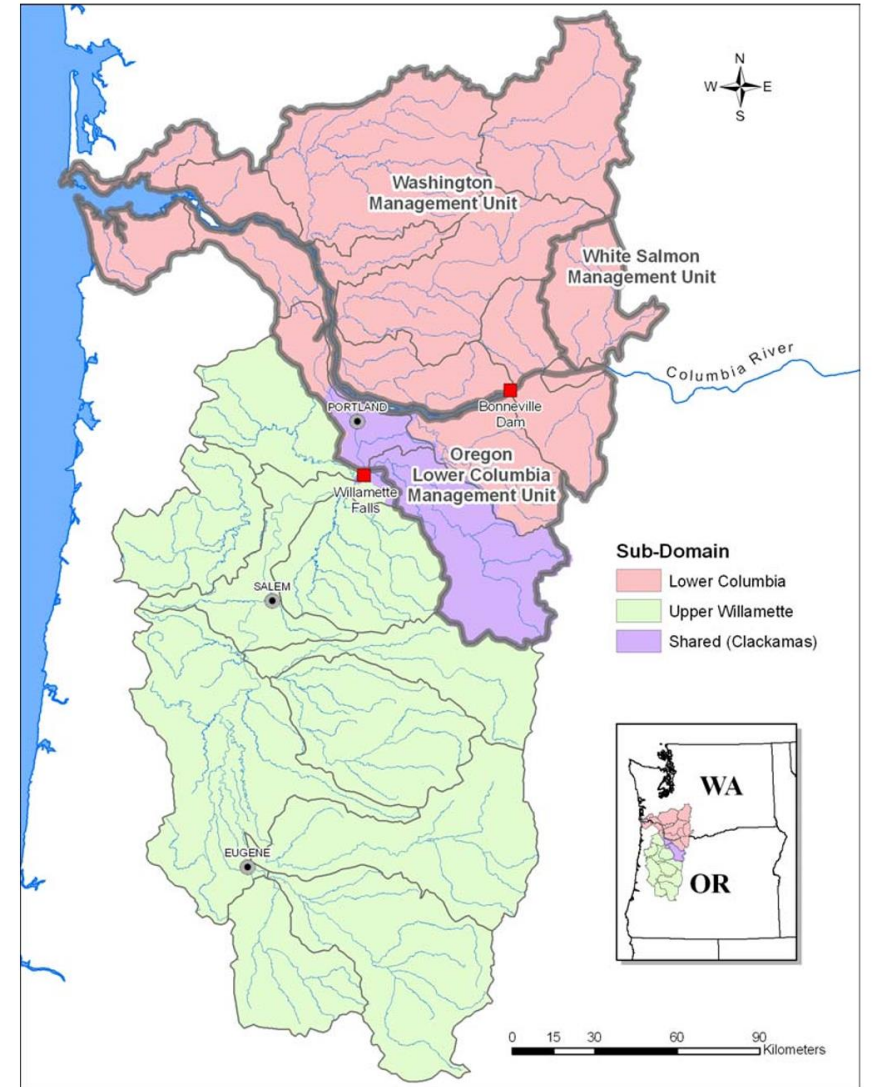 N
W E
S
Washington
Management Unit
White Salmon
Management Unit
Columbia River
PORTLAND
Bonneville
Dam
Oregon
Lower Columbia
Management Unit
Willamette
Falls
SALEM
EUGENE
Sub-Domain
Lower Columbia
Upper Willamette
Shared (Clackamas)
WA
OR
0 15 30 60 90
Kilometers